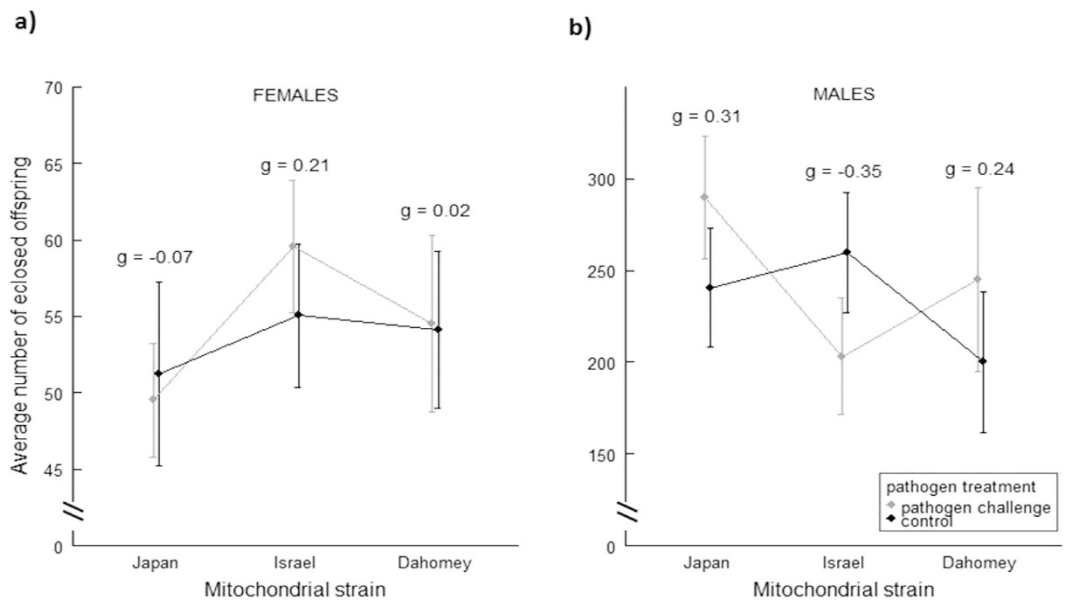 a)
FEMALES
Average number of eclosed offspring
70
65
60
55
50
45
0
g = -0.07
g = 0.21
g = 0.02
Japan Israel Dahomey
Mitochondrial strain
b)
MALES
300
250
200
150
0
g = 0.31
g = -0.35
g = 0.24
pathogen treatment
pathogen challenge
control
Japan Israel Dahomey
Mitochondrial strain